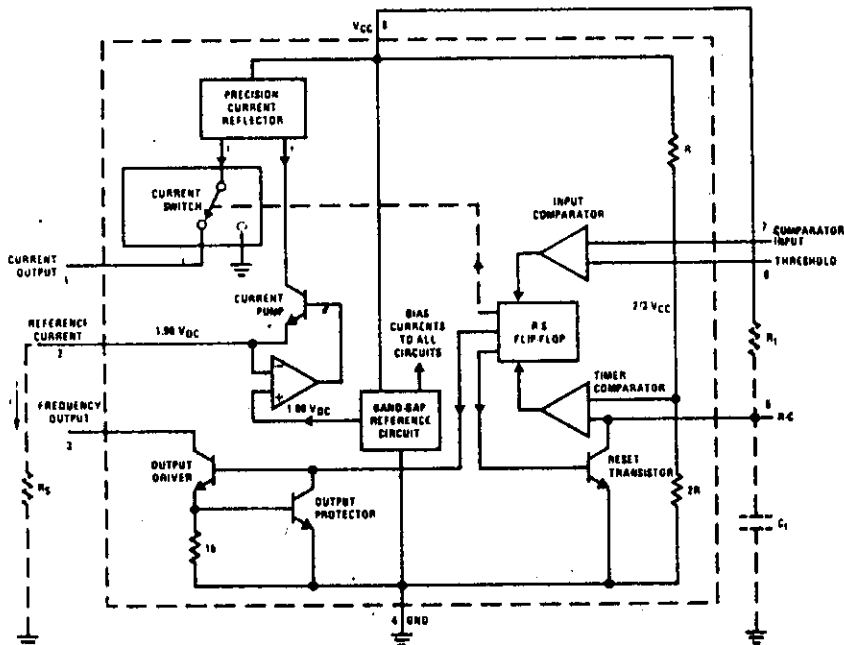 VCC 8
PRECISION
CURRENT
REFLECTOR
CURRENT
SWITCH
R
INPUT
COMPARATOR
7 COMPARATOR
INPUT
THRESHOLD
6
CURRENT
OUTPUT
1
CURRENT
PUMP
2/3 VCC
BIAS
CURRENTS
TO ALL
CIRCUITS
R S
FLIP-FLOP
R1
REFERENCE
CURRENT
2
1.90 VDC
TIMER
COMPARATOR
5
R-C
FREQUENCY
OUTPUT
3
BAND-GAP
REFERENCE
CIRCUIT
OUTPUT
DRIVER
RESET
TRANSISTOR
RS
OUTPUT
PROTECTOR
2R
C1
4 GND